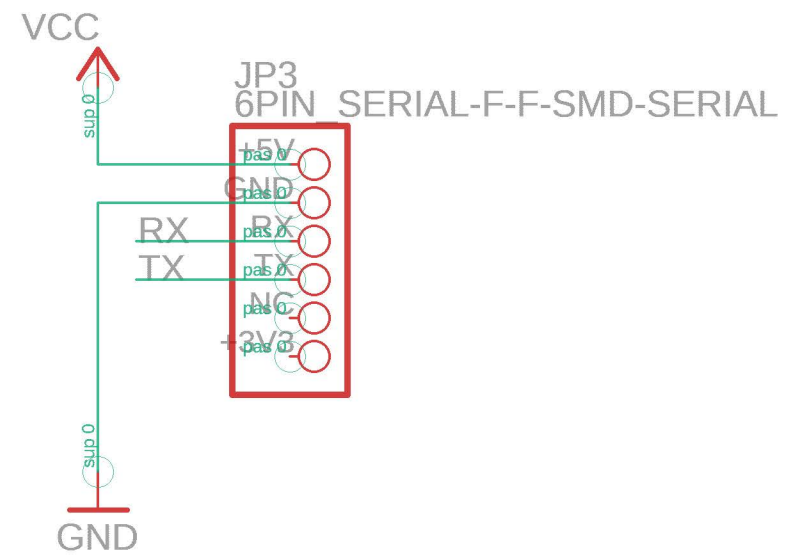 VCC
sup 0
JP3
6PIN_SERIAL-F-F-SMD-SERIAL
+5V
pas 0
GND
pas 0
RX
RX
pas 0
TX
TX
pas 0
NC
pas 0
+3V3
pas 0
sup 0
GND